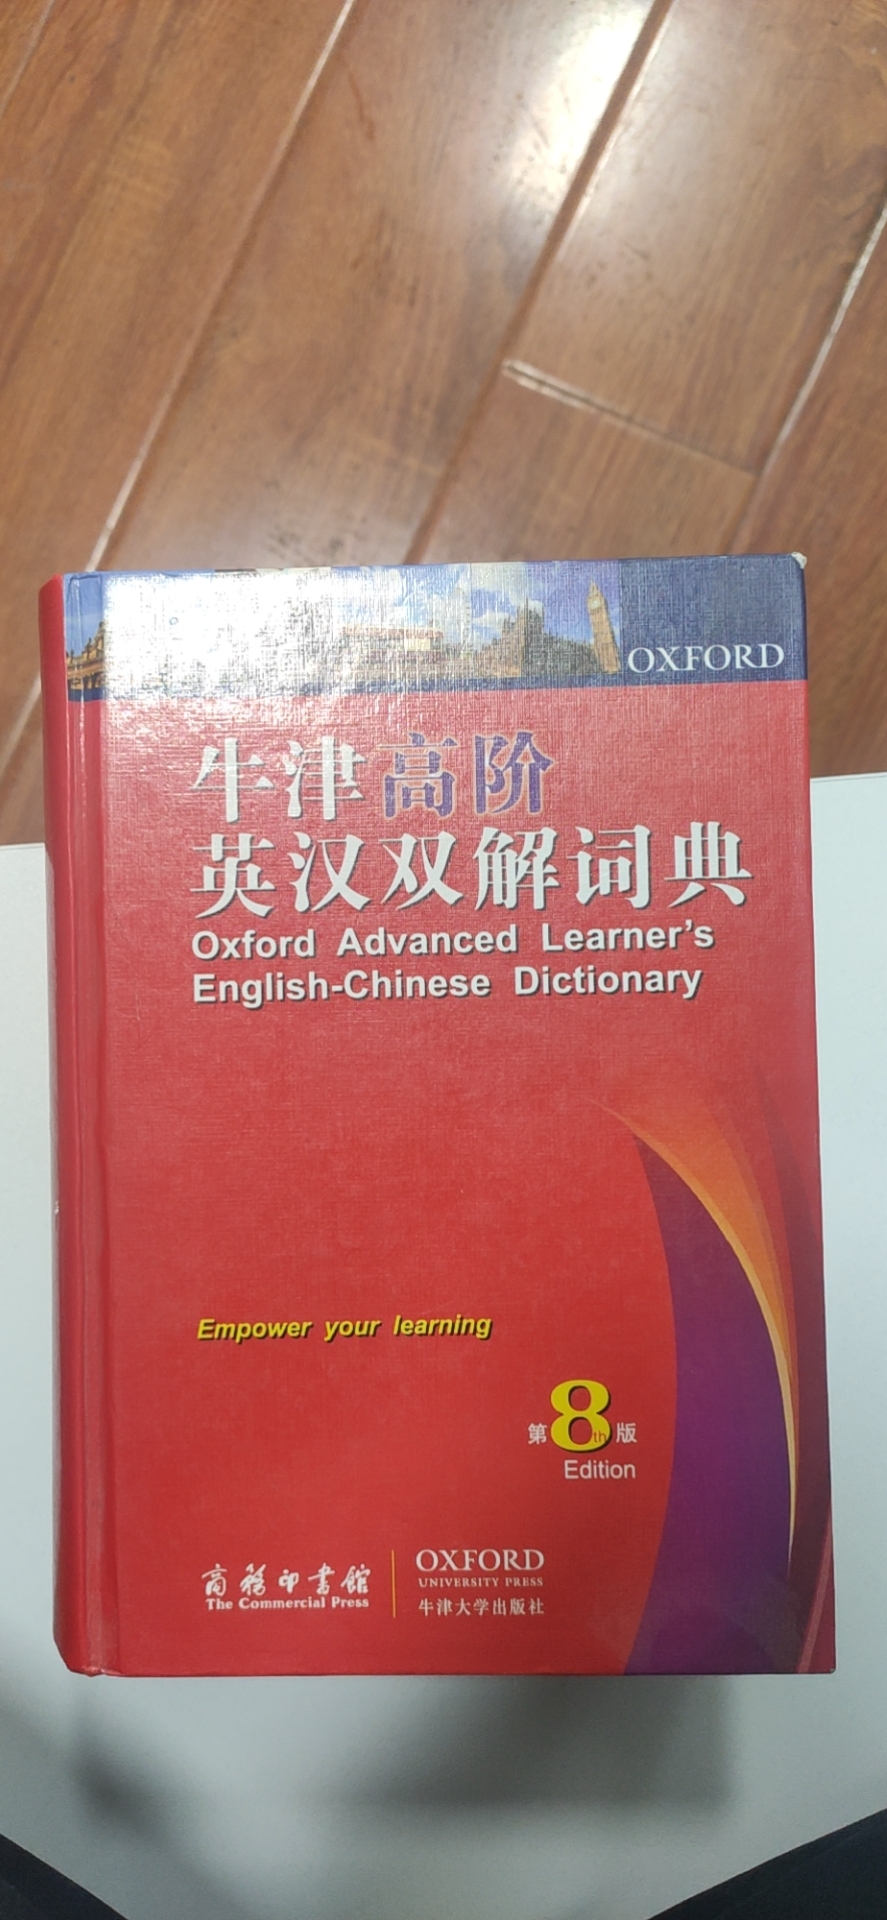 OXFORD
牛津高阶
英汉双解词典
Oxford Advanced Learner's
English-Chinese Dictionary
Empower your learning
第8th版
Edition
商務印書館
The Commercial Press
OXFORD
UNIVERSITY PRESS
牛津大学出版社